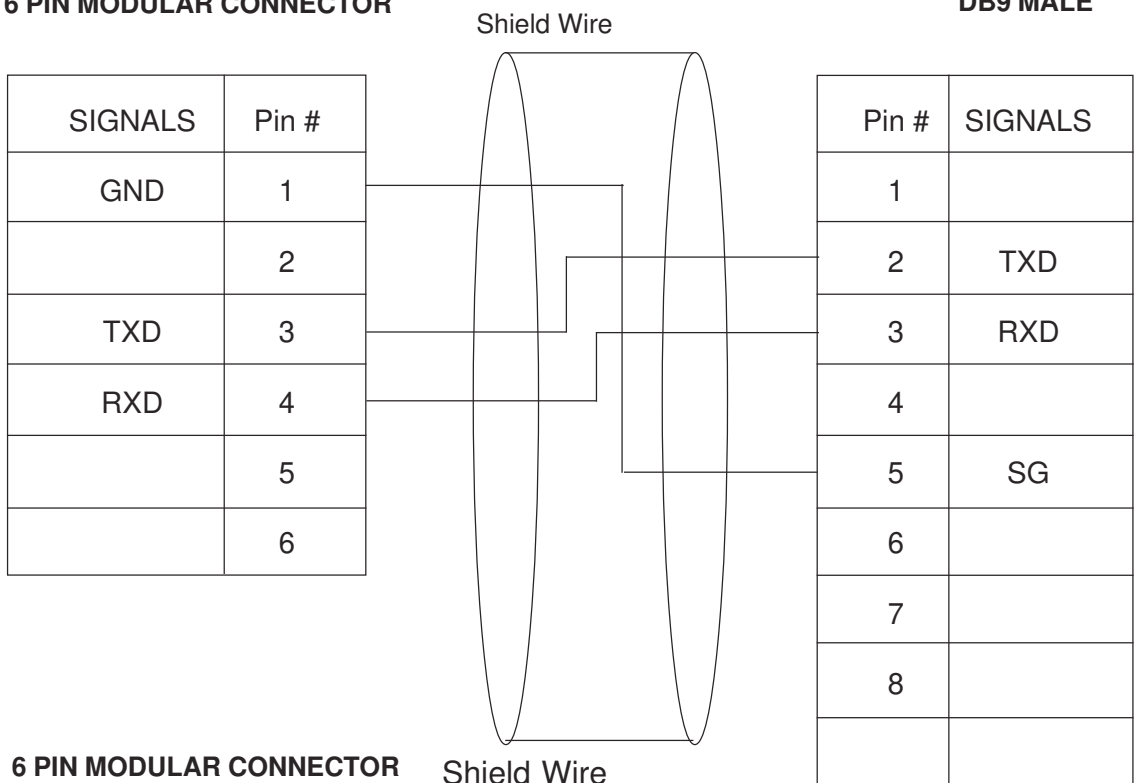 6 PIN MODULAR CONNECTOR
DB9 MALE
Shield Wire
SIGNALS Pin #
GND 1
2
TXD 3
RXD 4
5
6
Pin # SIGNALS
1
2 TXD
3 RXD
4
5 SG
6
7
8
6 PIN MODULAR CONNECTOR
Shield Wire